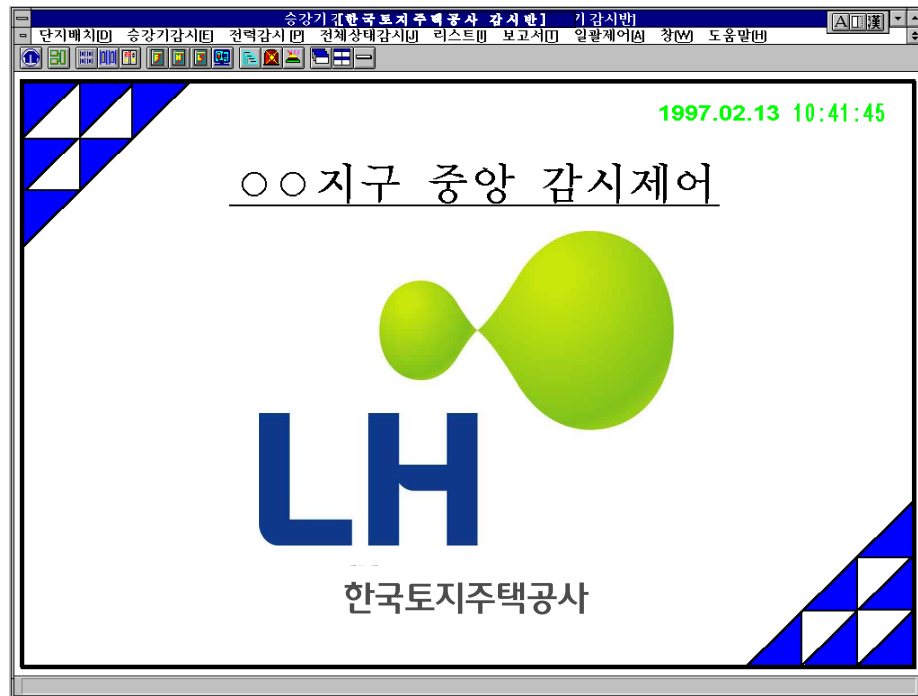 승강기 [한국토지주택공사 감시반] 기감시반]
A 漢
단지배치[D] 승강기감시[E] 전력감시[P] 전체상태감시[J] 리스트[I] 보고서[T] 일괄제어[A] 창[W] 도움말[H]
1997.02.13 10:41:45
○○지구 중앙 감시제어
LH
한국토지주택공사